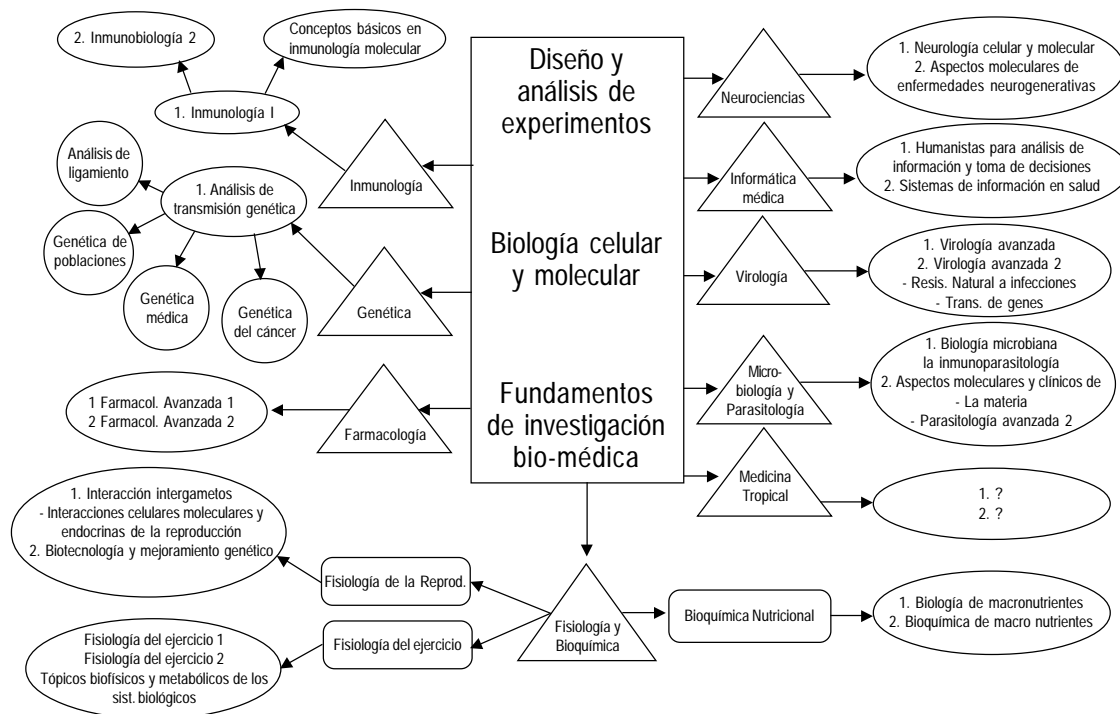 2. Inmunobiología 2
Conceptos básicos en
inmunología molecular
1. Inmunología I
Inmunología
Análisis de
ligamiento
1. Análisis de
transmisión genética
Genética de
poblaciones
Genética
médica
Genética
del cáncer
Genética
1 Farmacol. Avanzada 1
2 Farmacol. Avanzada 2
Farmacología
Diseño y
análisis de
experimentos
Biología celular
y molecular
Fundamentos
de investigación
bio-médica
Neurociencias
1. Neurología celular y molecular
2. Aspectos moleculares de
enfermedades neurogenerativas
Informática
médica
1. Humanistas para análisis de
información y toma de decisiones
2. Sistemas de información en salud
Virología
1. Virología avanzada
2. Virología avanzada 2
- Resis. Natural a infecciones
- Trans. de genes
Micro-
biología y
Parasitología
1. Biología microbiana
la inmunoparasitología
2. Aspectos moleculares y clínicos de
- La materia
- Parasitología avanzada 2
Medicina
Tropical
1. ?
2. ?
1. Interacción intergametos
- Interacciones celulares moleculares y
endocrinas de la reproducción
2. Biotecnología y mejoramiento genético
Fisiología de la Reprod.
Fisiología del ejercicio 1
Fisiología del ejercicio 2
Tópicos biofísicos y metabólicos de los
sist. biológicos
Fisiología del ejercicio
Fisiología y
Bioquímica
Bioquímica Nutricional
1. Biología de macronutrientes
2. Bioquímica de macro nutrientes